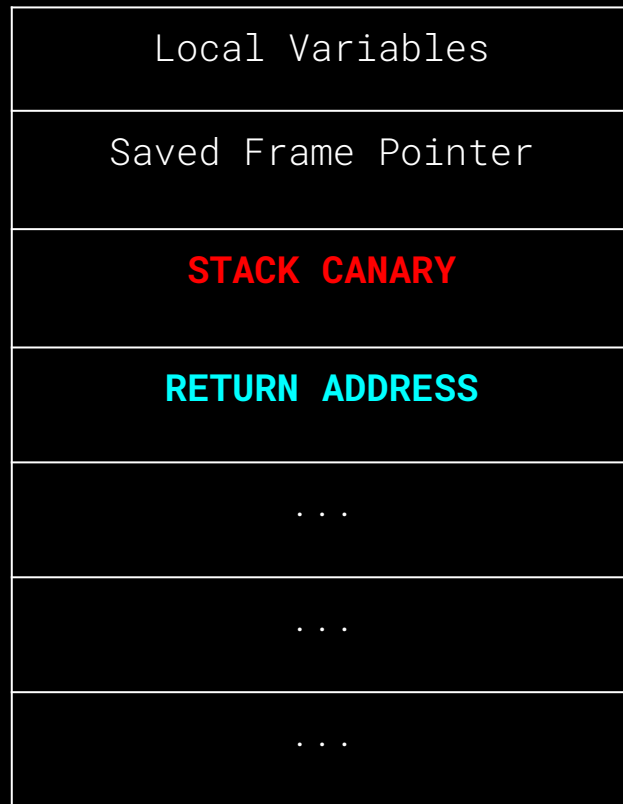 Local Variables
Saved Frame Pointer
STACK CANARY
RETURN ADDRESS
...
...
...